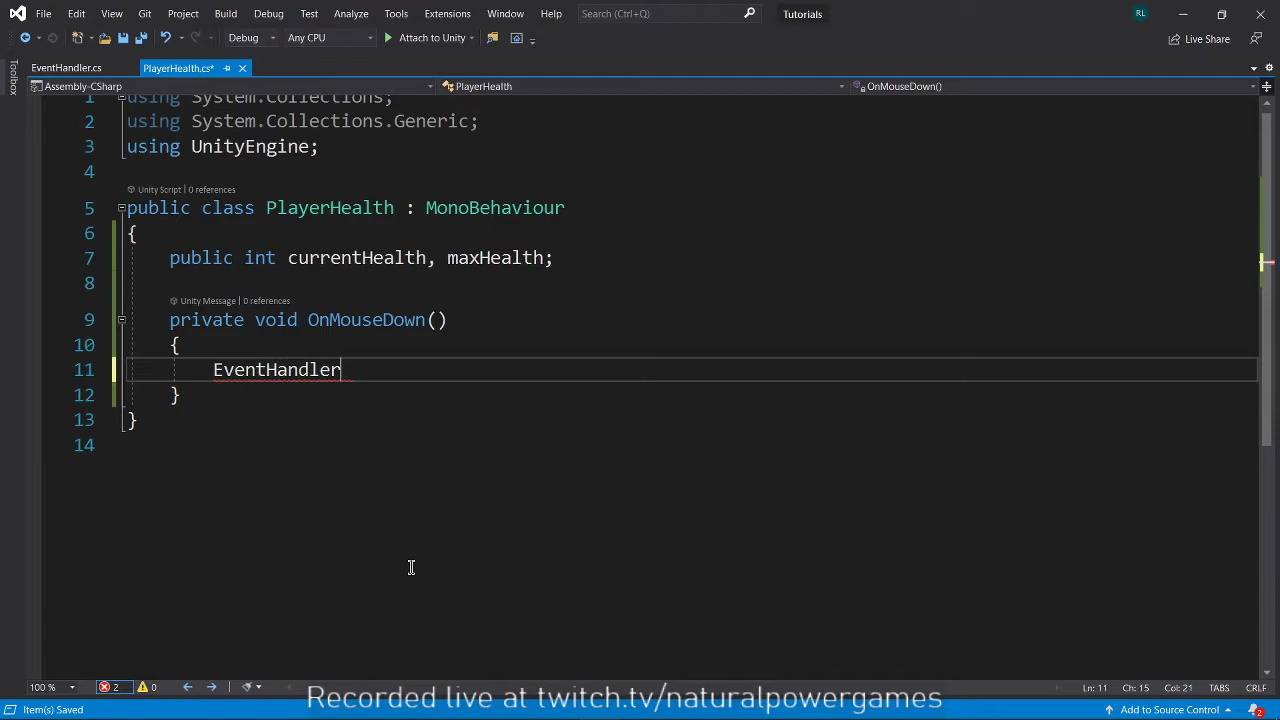 File Edit View Git Project Build Debug Test Analyze Tools Extensions Window Help Search (Ctrl+Q) Tutorials RL
Debug Any CPU Attach to Unity Live Share
EventHandler.cs PlayerHealth.cs*
Toolbox
Assembly-CSharp PlayerHealth OnMouseDown()
1 using System.Collections;
2 using System.Collections.Generic;
3 using UnityEngine;
4
Unity Script | 0 references
5 public class PlayerHealth : MonoBehaviour
6 {
7 public int currentHealth, maxHealth;
8
Unity Message | 0 references
9 private void OnMouseDown()
10 {
11 EventHandler
12 }
13 }
14
100 % 2 0 Ln: 11 Ch: 15 Col: 21 TABS CRLF
Recorded live at twitch.tv/naturalpowergames
Item(s) Saved Add to Source Control 2